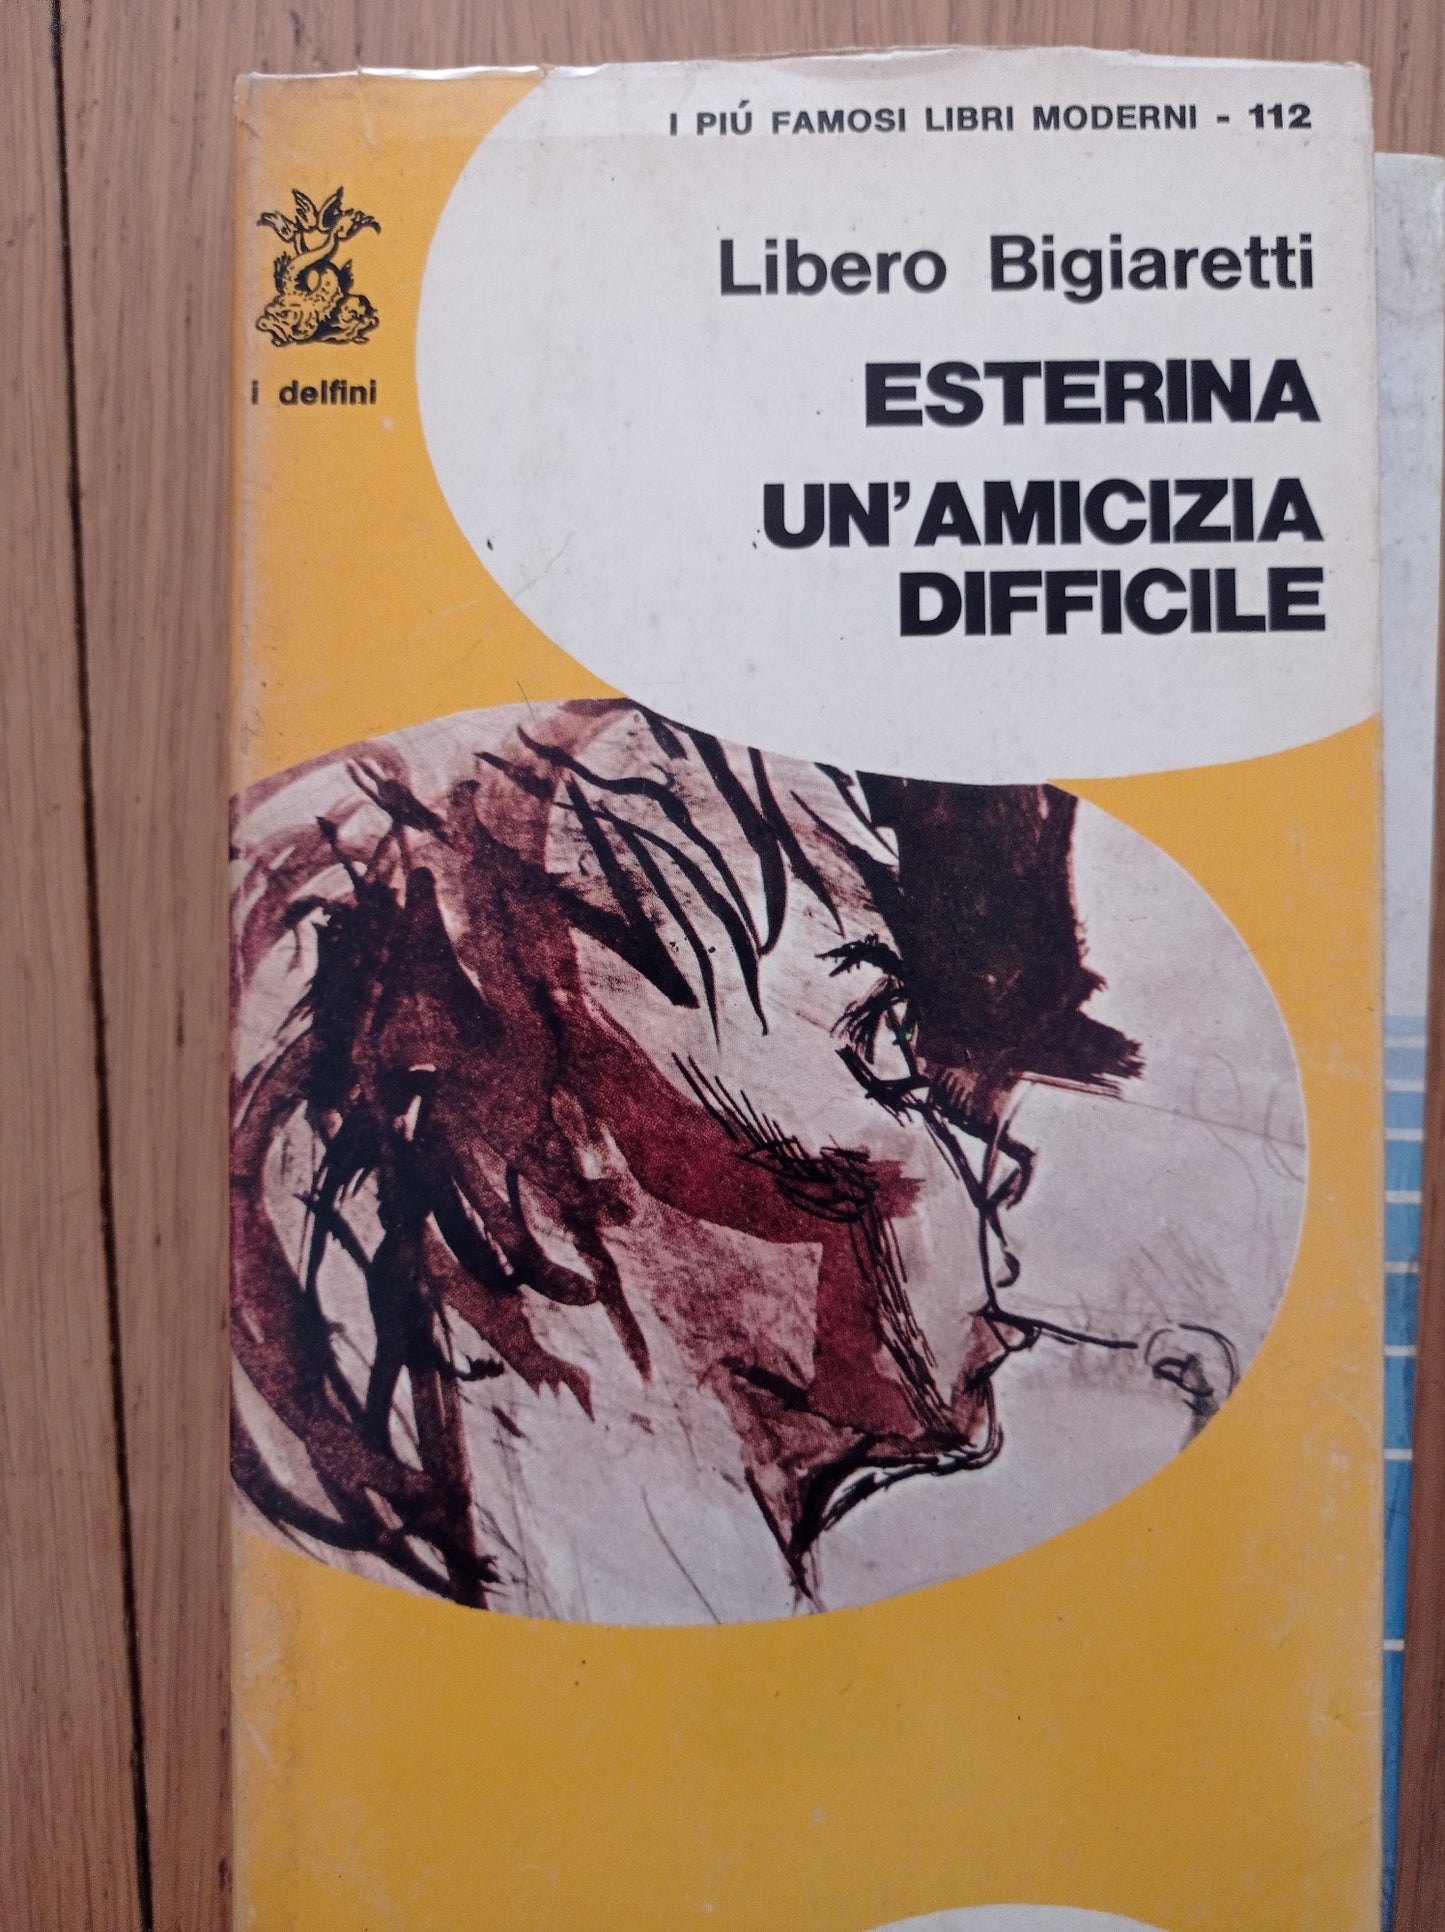 I PIÚ FAMOSI LIBRI MODERNI - 112
Libero Bigiaretti
ESTERINA
UN'AMICIZIA
DIFFICILE
i delfini